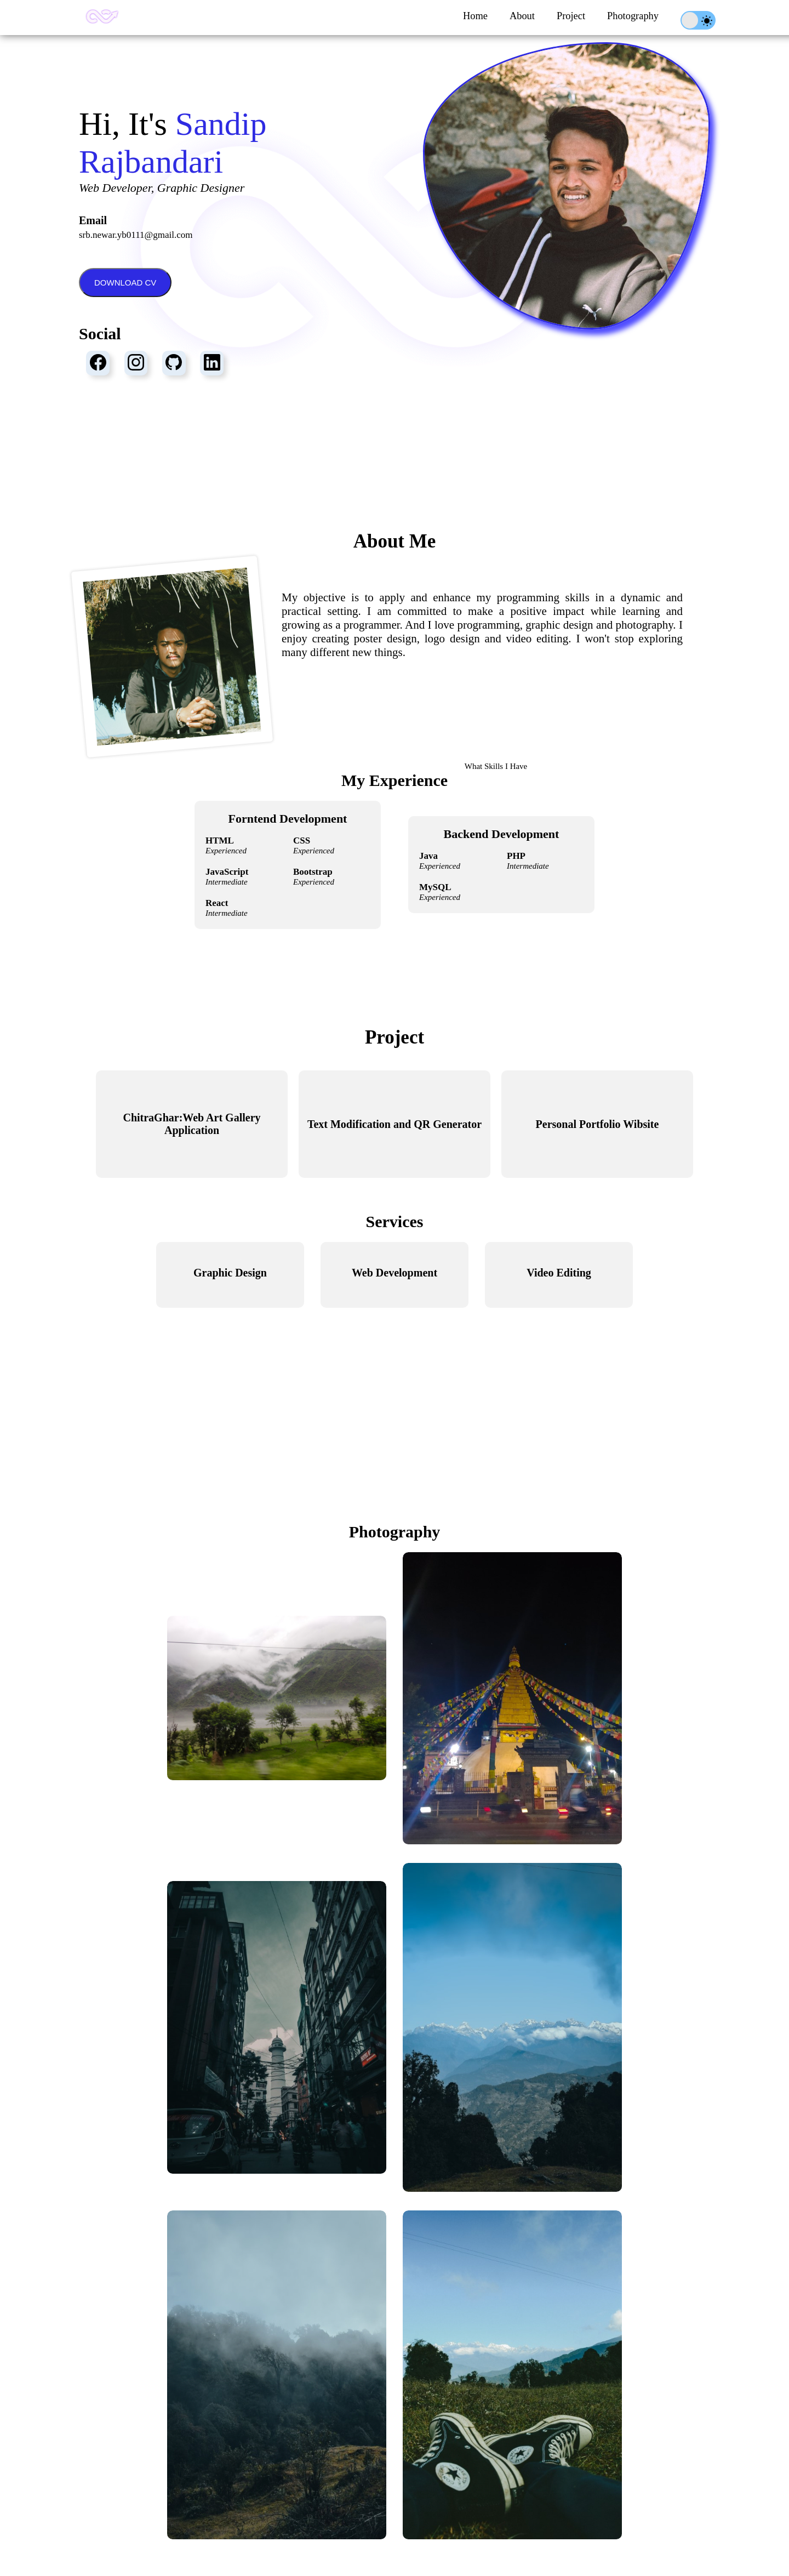 Home About Project Photography
Hi, It's Sandip
Rajbandari
Web Developer, Graphic Designer
Email
srb.newar.yb0111@gmail.com
DOWNLOAD CV
Social
About Me
My objective is to apply and enhance my programming skills in a dynamic and
practical setting. I am committed to make a positive impact while learning and
growing as a programmer. And I love programming, graphic design and photography. I
enjoy creating poster design, logo design and video editing. I won't stop exploring
many different new things.
What Skills I Have
My Experience
Forntend Development
HTML CSS
Experienced Experienced
JavaScript Bootstrap
Intermediate Experienced
React
Intermediate
Backend Development
Java PHP
Experienced Intermediate
MySQL
Experienced
Project
ChitraGhar:Web Art Gallery
Application
Text Modification and QR Generator
Personal Portfolio Wibsite
Services
Graphic Design
Web Development
Video Editing
Photography